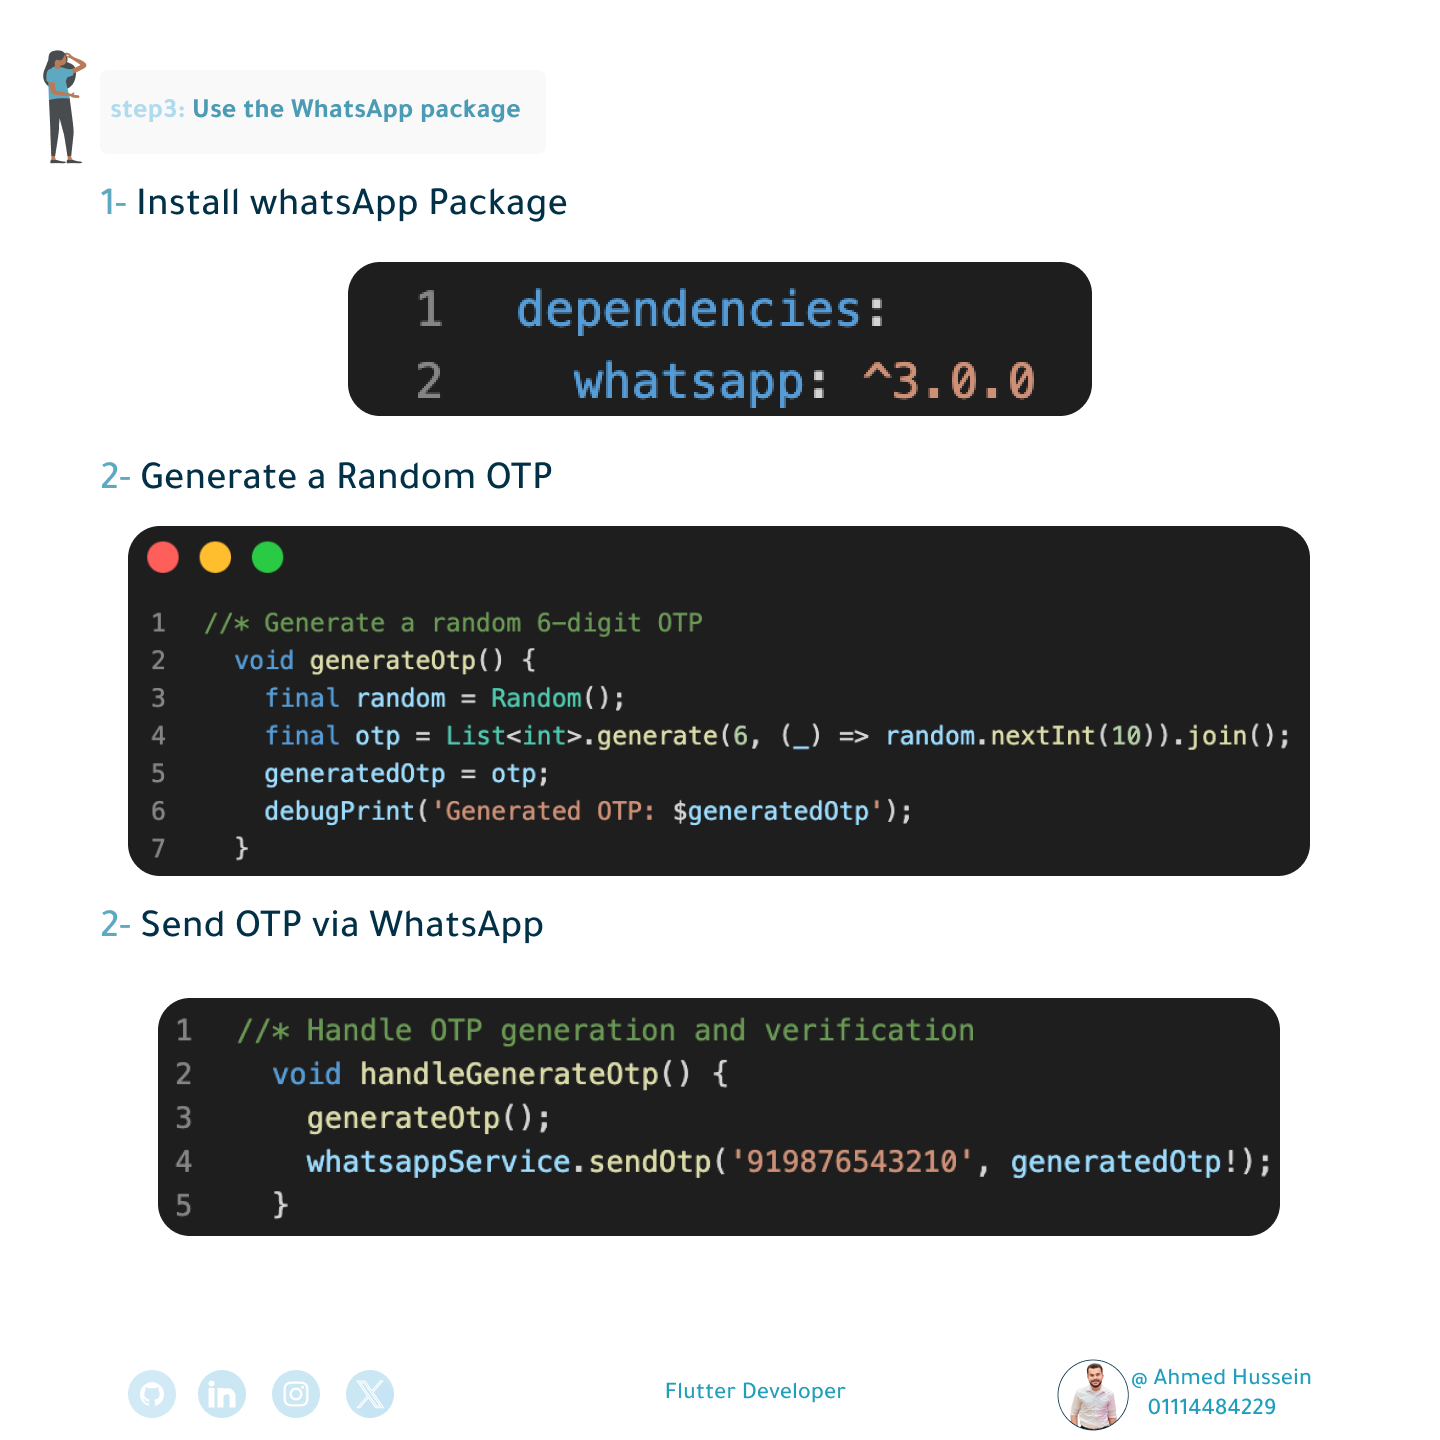 step3: Use the WhatsApp package
1- Install whatsApp Package
1 dependencies:
2 whatsapp: ^3.0.0
2- Generate a Random OTP
1 //* Generate a random 6-digit OTP
2 void generateOtp() {
3 final random = Random();
4 final otp = List<int>.generate(6, (_) => random.nextInt(10)).join();
5 generatedOtp = otp;
6 debugPrint('Generated OTP: $generatedOtp');
7 }
2- Send OTP via WhatsApp
1 //* Handle OTP generation and verification
2 void handleGenerateOtp() {
3 generateOtp();
4 whatsappService.sendOtp('919876543210', generatedOtp!);
5 }
Flutter Developer
@ Ahmed Hussein
01114484229